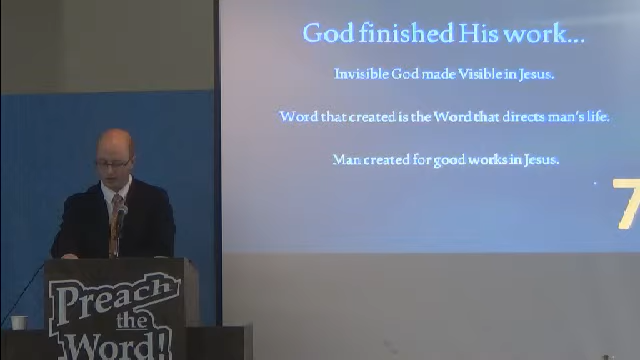 God finished His work...
Invisible God made Visible in Jesus.
Word that created is the Word that directs man's life.
Man created for good works in Jesus.
7
Preach
the
Word!